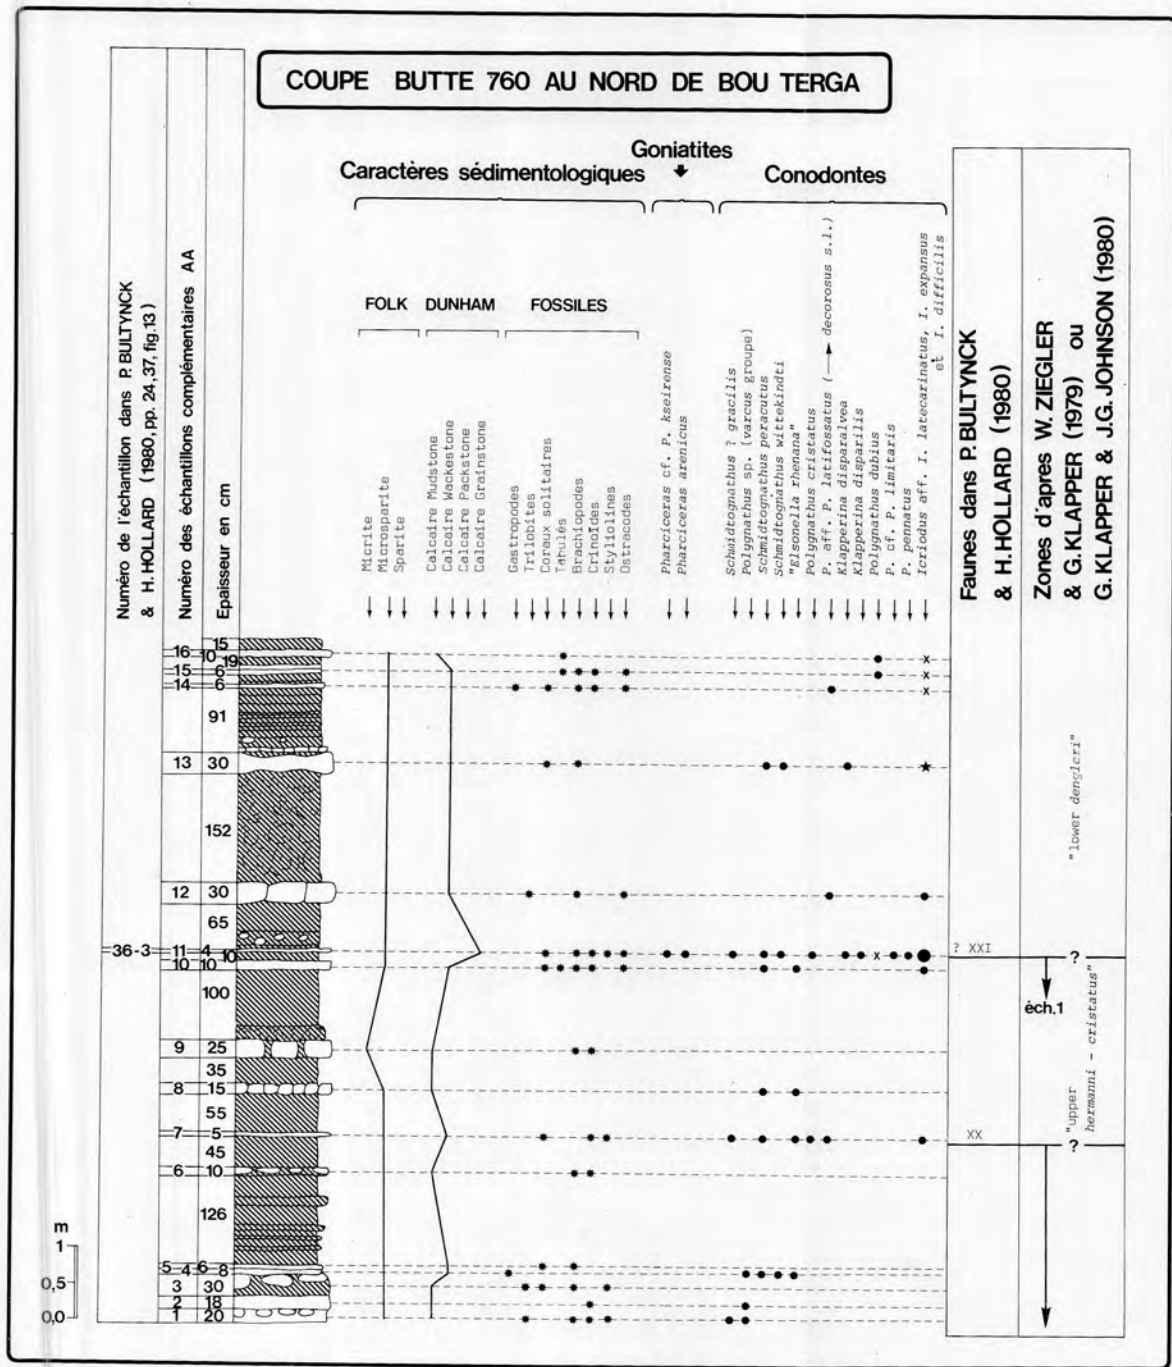 COUPE BUTTE 760 AU NORD DE BOU TERGA
Caractères sédimentologiques
Goniatites
Conodontes
FOLK
DUNHAM
FOSSILES
Numéro de l'échantillon dans P. BULTYNCK
& H. HOLLARD (1980, pp. 24, 37, fig. 13)
Numéro des échantillons complémentaires AA
Epaisseur en cm
Micrite
Microsparite
Sparite
Calcaire Mudstone
Calcaire Wackestone
Calcaire Packstone
Calcaire Grainstone
Gastropodes
Trilobites
Coraux solitaires
Tabulés
Brachiopodes
Crinoïdes
Styliolines
Ostracodes
Pharciceras cf. P. kseirense
Pharciceras arenicus
Schmidtognathus ? gracilis
Polygnathus sp. (varcus groupe)
Schmidtognathus peracutus
Schmidtognathus wittekindti
"Elsonella rhenana"
Polygnathus cristatus
P. aff. P. latifossatus (→ decorosus s.l.)
Klapperina disparalvea
Klapperina disparilis
Polygnathus dubius
P. cf. P. limitaris
P. pennatus
Icriodus aff. I. latecarinatus, I. expansus
et I. difficilis
Faunes dans P. BULTYNCK
& H. HOLLARD (1980)
Zones d'apres W. ZIEGLER
& G. KLAPPER (1979) ou
G. KLAPPER & J.G. JOHNSON (1980)
15
16 10 x
19
15 6 x
14 6 x
91
13 30
152
"lower dengleri"
12 30
65
36-3 11 4 x ? XXI ?
10
10 10
100
éch.1
9 25
35
8 15
55
"upper
hermanni - cristatus"
7 5 XX
45 ?
6 10
126
m
1
5 6
4 8
0,5
3 30
2 18
0,0 1 20